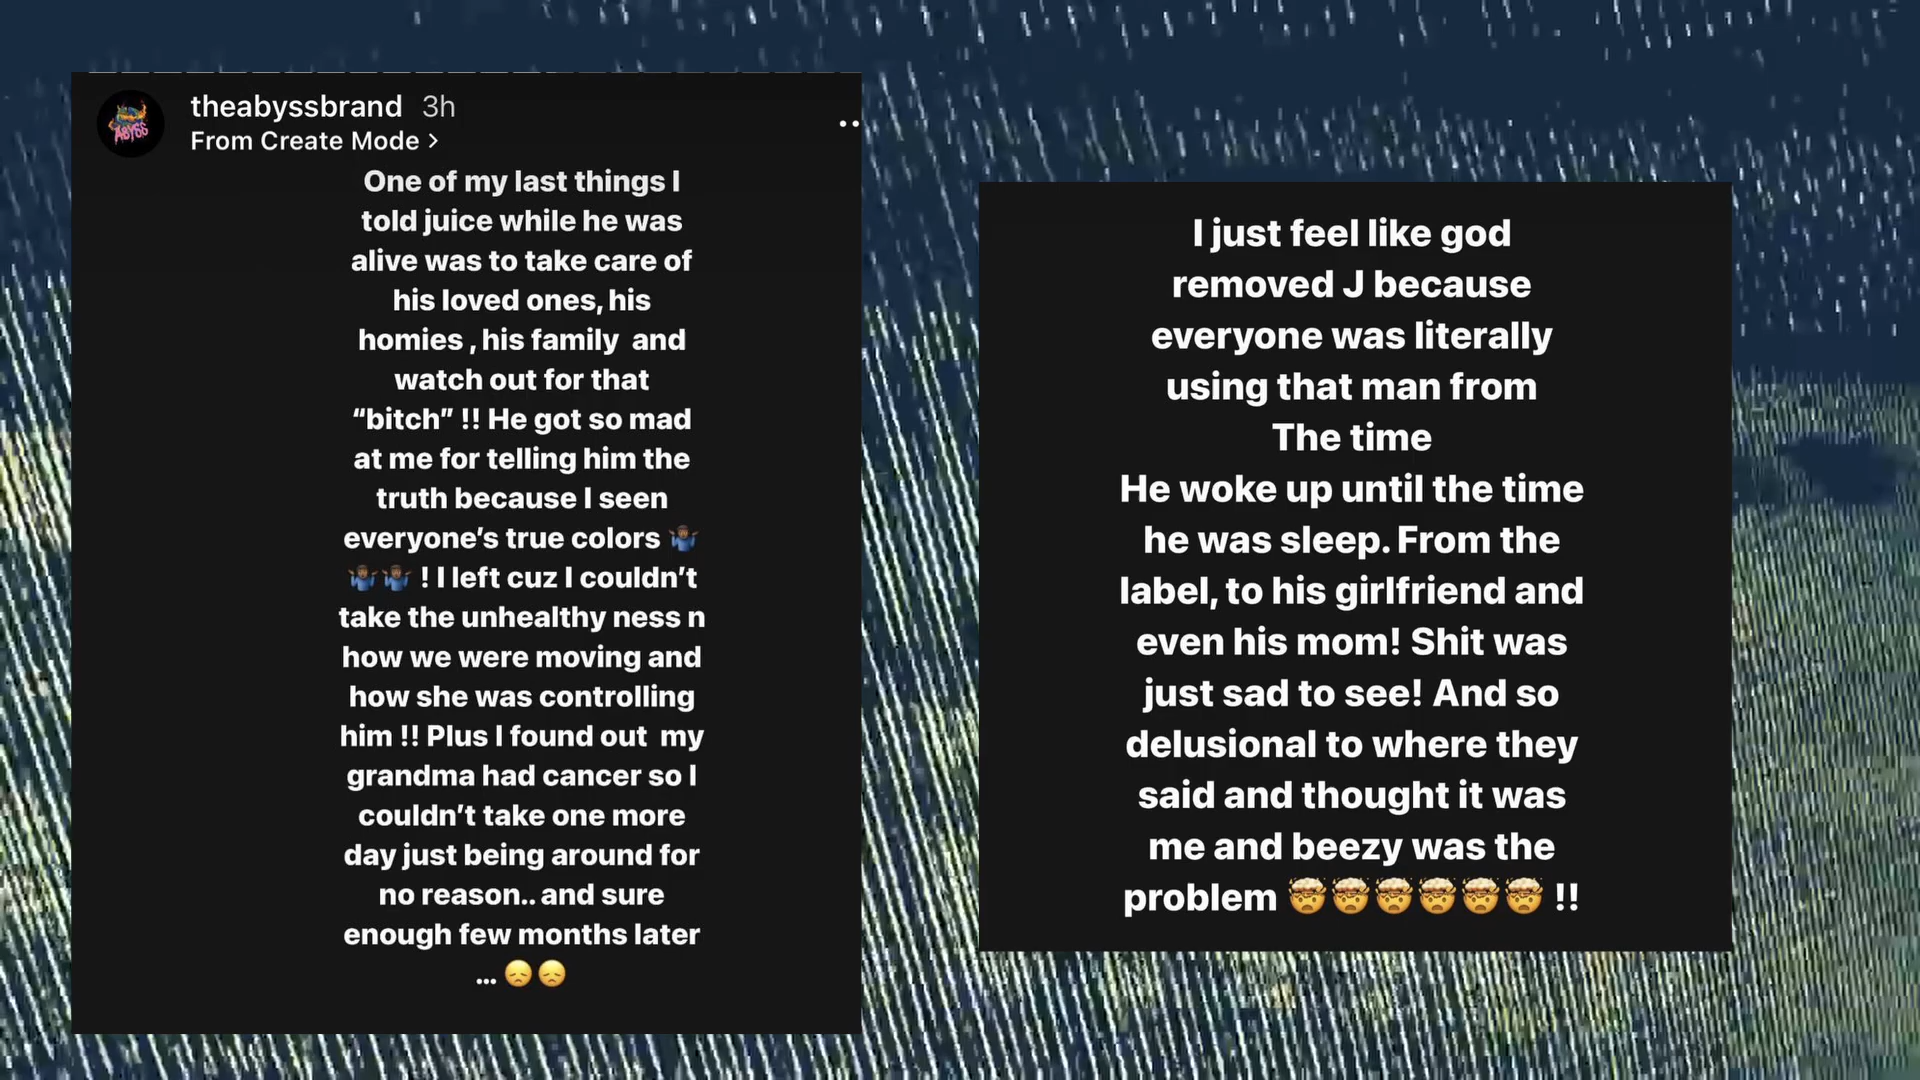 theabyssbrand 3h
From Create Mode >
One of my last things I
told juice while he was
alive was to take care of
his loved ones, his
homies , his family  and
watch out for that
“bitch” !! He got so mad
at me for telling him the
truth because I seen
everyone’s true colors 🤷🏾‍♂️
🤷🏾‍♂️🤷🏾‍♂️ ! I left cuz I couldn’t
take the unhealthy ness n
how we were moving and
how she was controlling
him !! Plus I found out  my
grandma had cancer so I
couldn’t take one more
day just being around for
no reason.. and sure
enough few months later
... 😞😞
I just feel like god
removed J because
everyone was literally
using that man from
The time
He woke up until the time
he was sleep. From the
label, to his girlfriend and
even his mom! Shit was
just sad to see! And so
delusional to where they
said and thought it was
me and beezy was the
problem 🤯🤯🤯🤯🤯🤯 !!
ABYSS